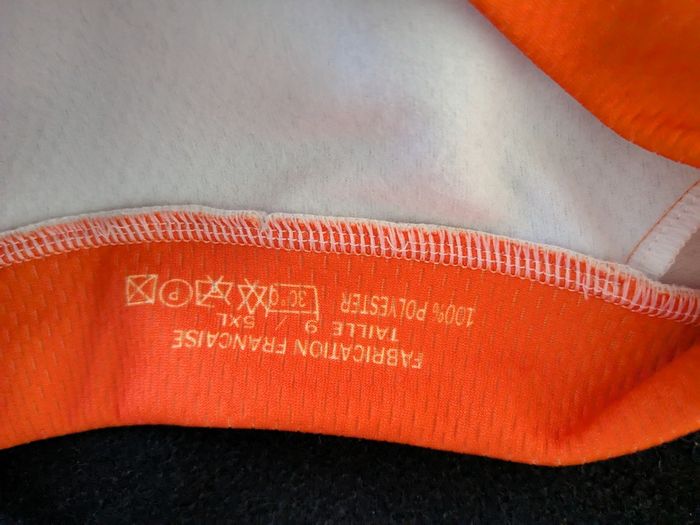 FABRICATION FRANCAISE
TAILLE 9 / 5XL
100% POLYESTER
30°C
P